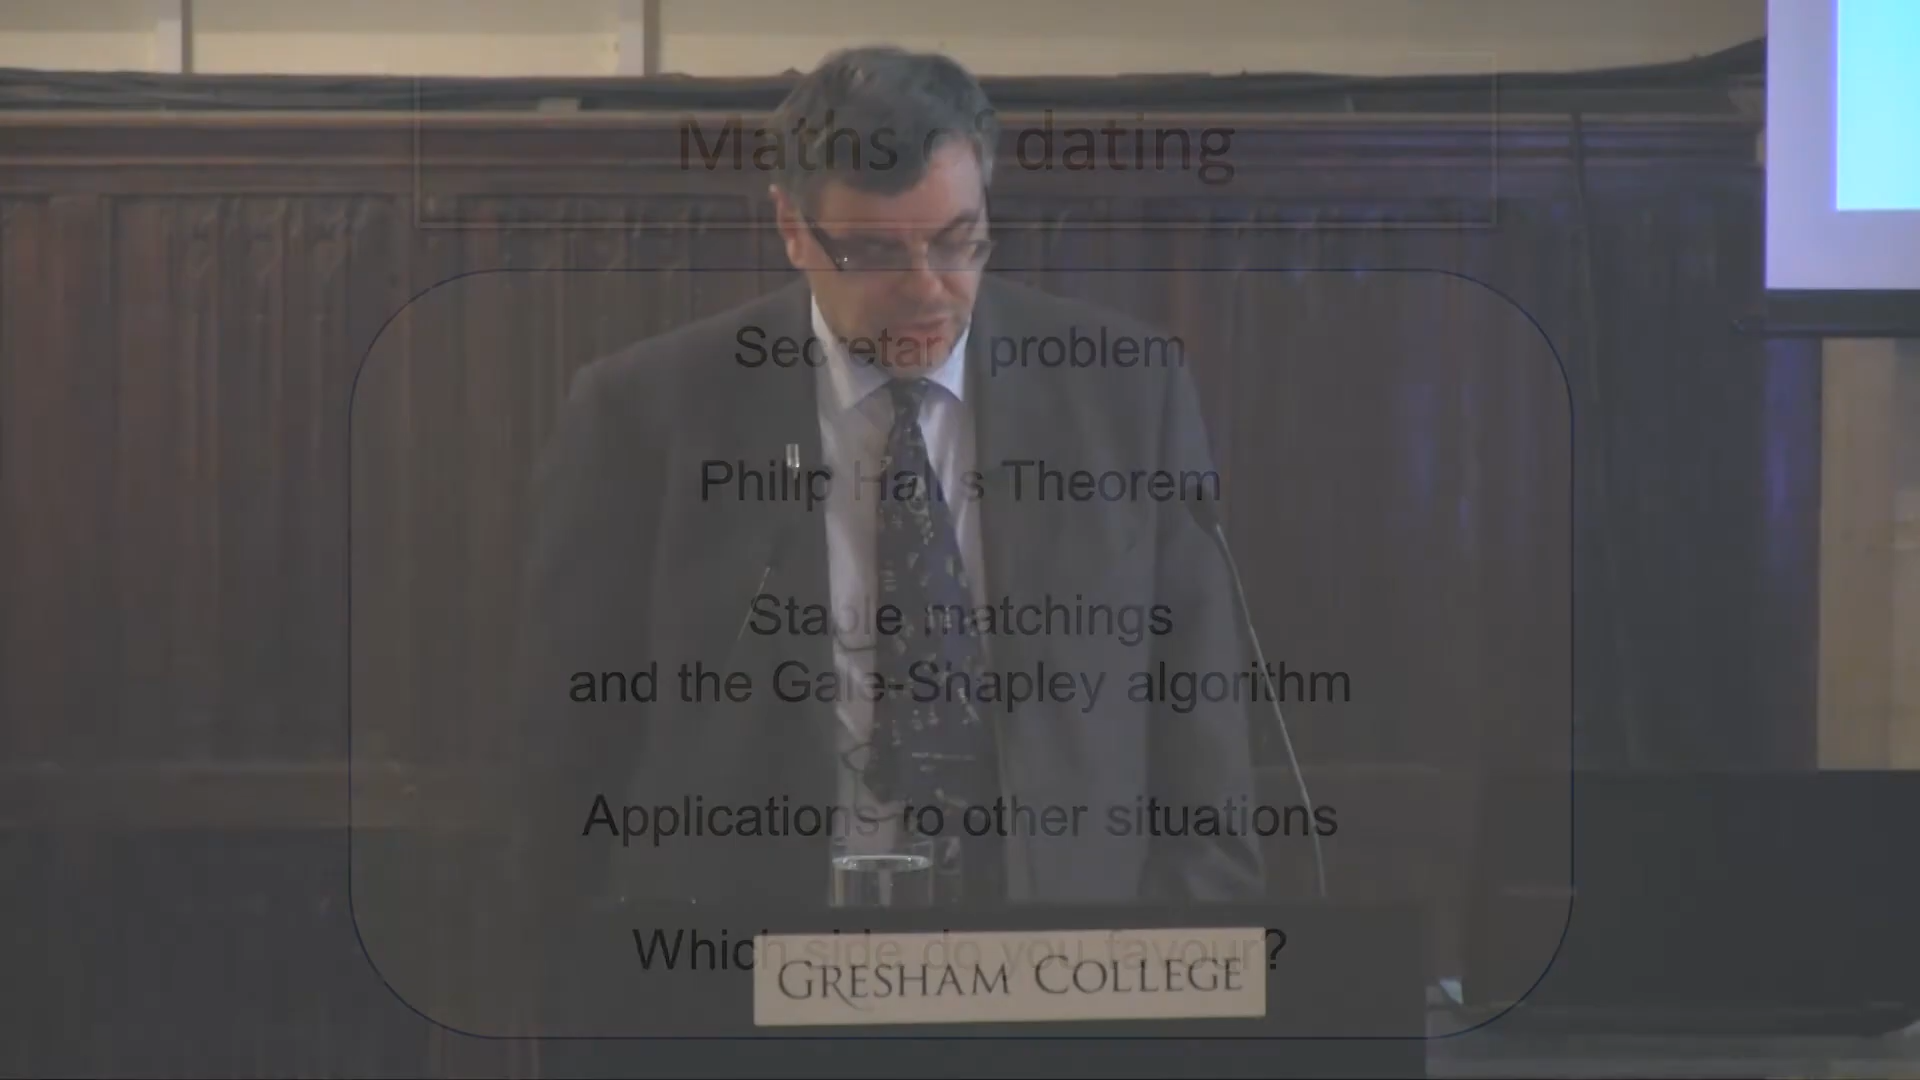 Maths of dating
Secretary problem
Philip Hall's Theorem
Stable matchings
and the Gale-Shapley algorithm
Applications to other situations
Which side do you favour?
GRESHAM COLLEGE